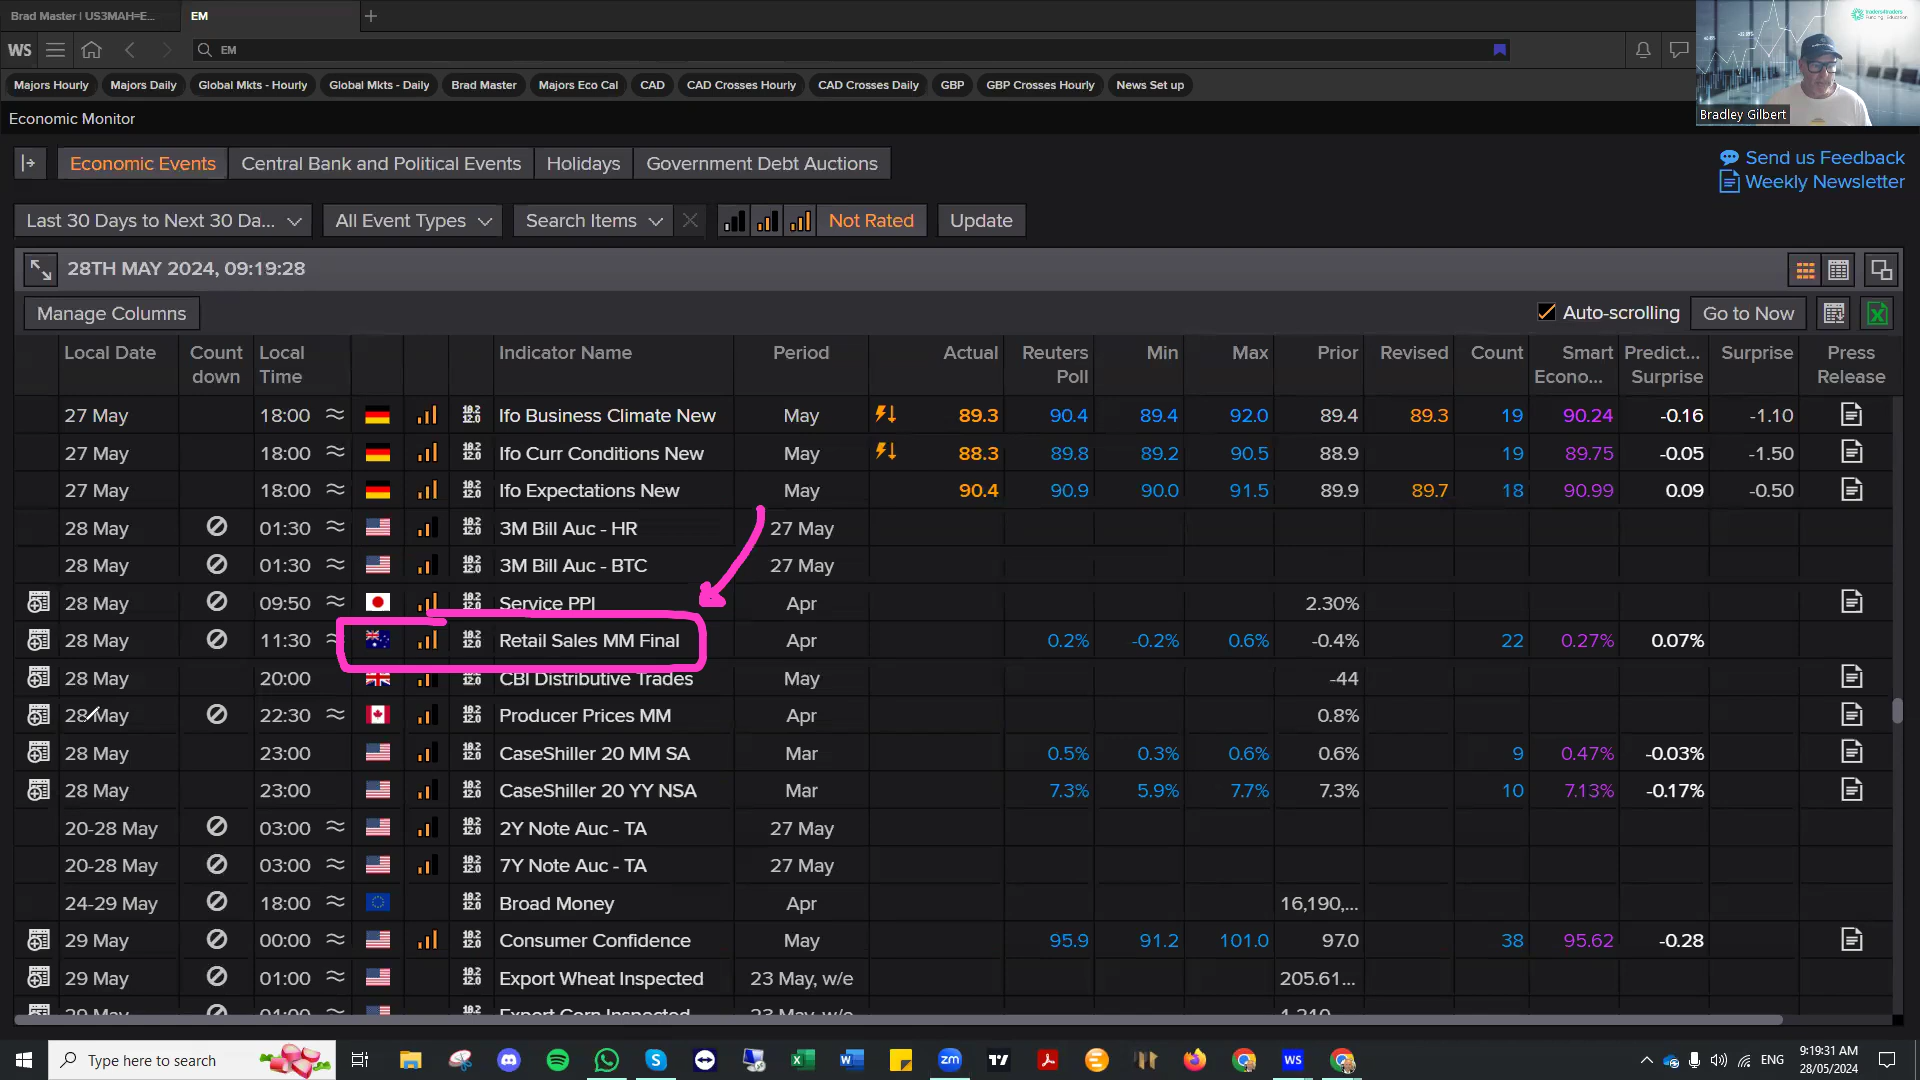 Brad Master | US3MAH=E...
EM
WS
EM
Majors Hourly Majors Daily Global Mkts - Hourly Global Mkts - Daily Brad Master Majors Eco Cal CAD CAD Crosses Hourly CAD Crosses Daily GBP GBP Crosses Hourly News Set up
traders4traders
Bradley Gilbert
Economic Monitor
Economic Events Central Bank and Political Events Holidays Government Debt Auctions
Send us Feedback
Weekly Newsletter
Last 30 Days to Next 30 Da... All Event Types Search Items Not Rated Update
28TH MAY 2024, 09:19:28
Manage Columns Auto-scrolling Go to Now
Local Date Count down Local Time Indicator Name Period Actual Reuters Poll Min Max Prior Revised Count Smart Econo... Predict... Surprise Surprise Press Release
27 May 18:00 Ifo Business Climate New May 89.3 90.4 89.4 92.0 89.4 89.3 19 90.24 -0.16 -1.10
27 May 18:00 Ifo Curr Conditions New May 88.3 89.8 89.2 90.5 88.9 19 89.75 -0.05 -1.50
27 May 18:00 Ifo Expectations New May 90.4 90.9 90.0 91.5 89.9 89.7 18 90.99 0.09 -0.50
28 May 01:30 3M Bill Auc - HR 27 May
28 May 01:30 3M Bill Auc - BTC 27 May
28 May 09:50 Service PPI Apr 2.30%
28 May 11:30 Retail Sales MM Final Apr 0.2% -0.2% 0.6% -0.4% 22 0.27% 0.07%
28 May 20:00 CBI Distributive Trades May -44
28 May 22:30 Producer Prices MM Apr 0.8%
28 May 23:00 CaseShiller 20 MM SA Mar 0.5% 0.3% 0.6% 0.6% 9 0.47% -0.03%
28 May 23:00 CaseShiller 20 YY NSA Mar 7.3% 5.9% 7.7% 7.3% 10 7.13% -0.17%
20-28 May 03:00 2Y Note Auc - TA 27 May
20-28 May 03:00 7Y Note Auc - TA 27 May
24-29 May 18:00 Broad Money Apr 16,190,...
29 May 00:00 Consumer Confidence May 95.9 91.2 101.0 97.0 38 95.62 -0.28
29 May 01:00 Export Wheat Inspected 23 May, w/e 205.61...
29 May 01:00 Export Corn Inspected 23 May, w/e 1,210,...
Type here to search
zm
WS
ENG
9:19:31 AM
28/05/2024